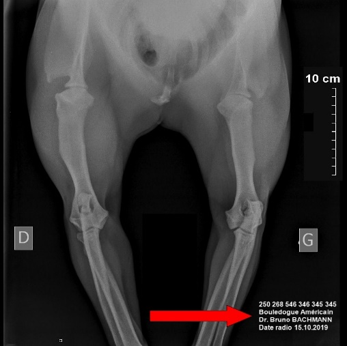 10 cm
D
G
250 268 546 346 345 345
Bouledogue Américain
Dr. Bruno BACHMANN
Date radio 15.10.2019